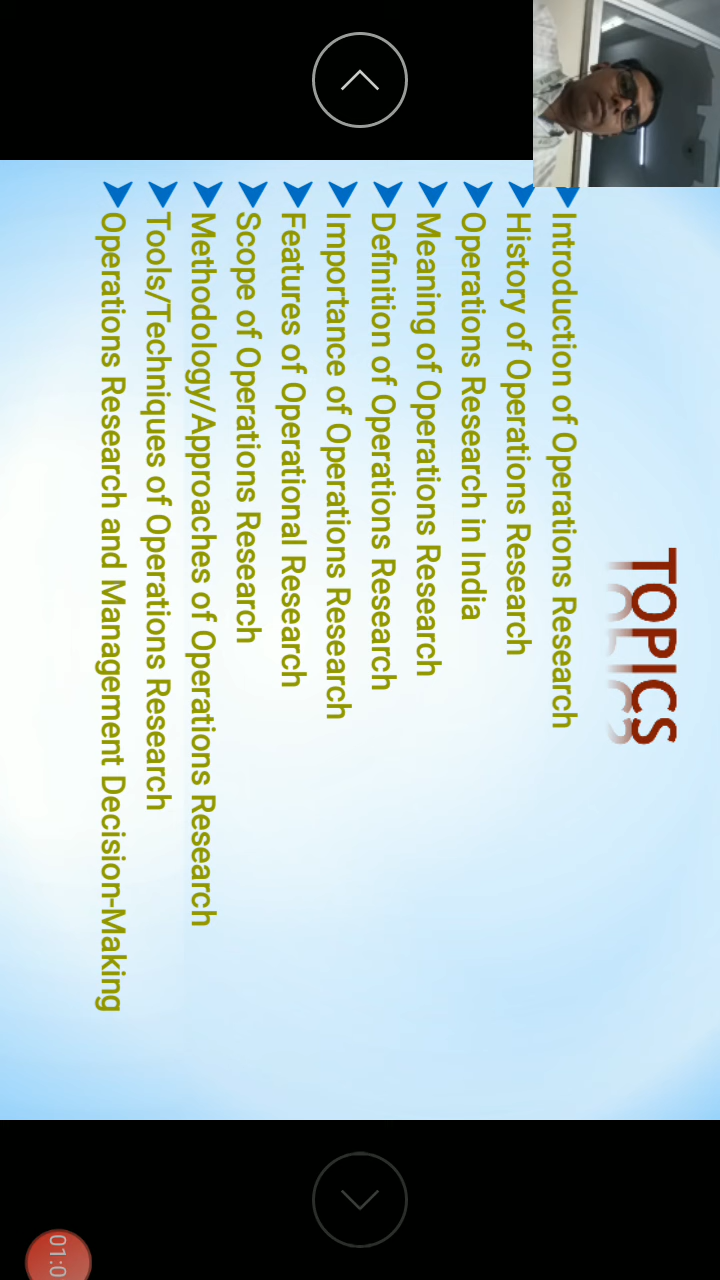 TOPICS
Introduction of Operations Research
History of Operations Research
Operations Research in India
Meaning of Operations Research
Definition of Operations Research
Importance of Operations Research
Features of Operational Research
Scope of Operations Research
Methodology/Approaches of Operations Research
Tools/Techniques of Operations Research
Operations Research and Management Decision-Making
01:0